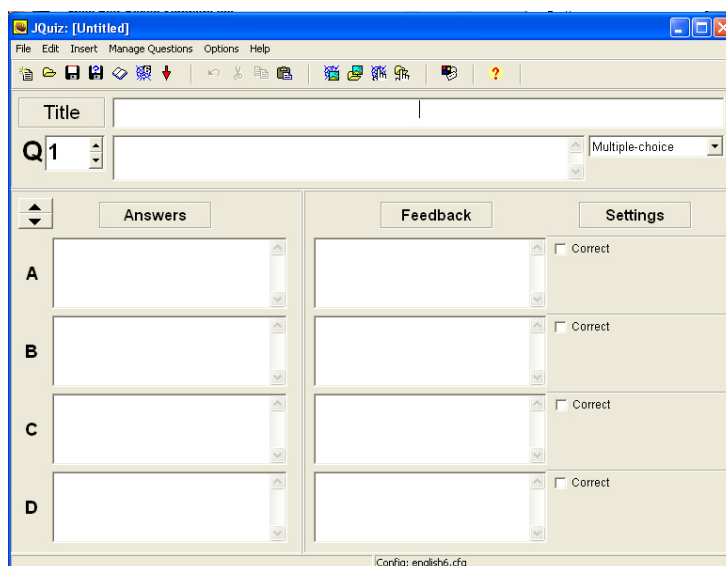 JQuiz: [Untitled]
File Edit Insert Manage Questions Options Help
Title
Q 1 Multiple-choice
Answers Feedback Settings
A Correct
B Correct
C Correct
D Correct
Config: english6.cfg